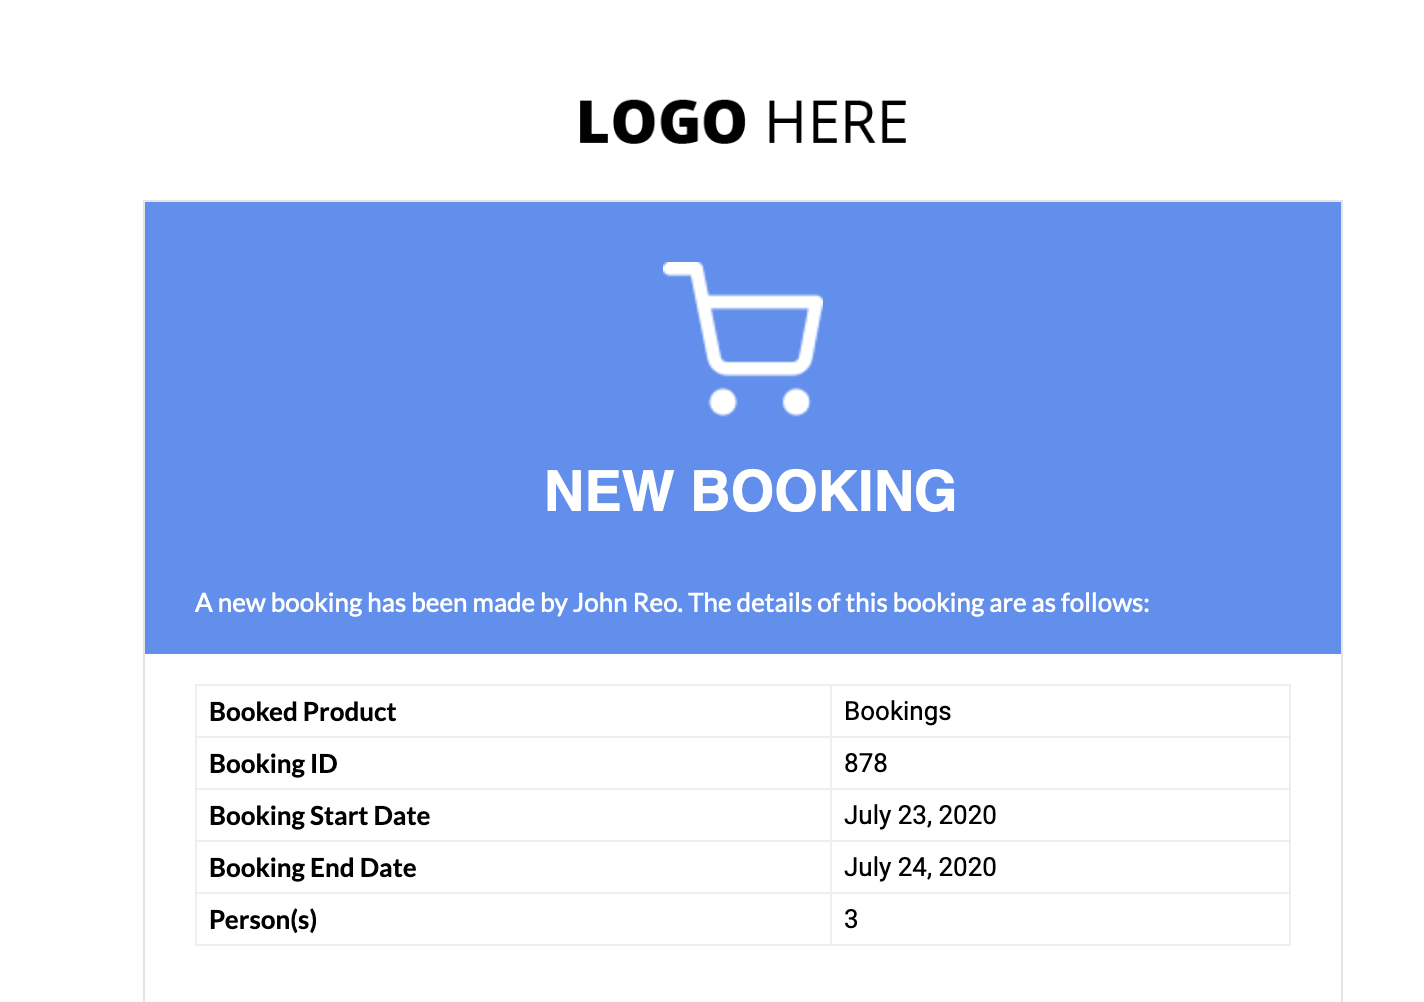 LOGO HERE
NEW BOOKING
A new booking has been made by John Reo. The details of this booking are as follows:
Booked Product Bookings
Booking ID 878
Booking Start Date July 23, 2020
Booking End Date July 24, 2020
Person(s) 3